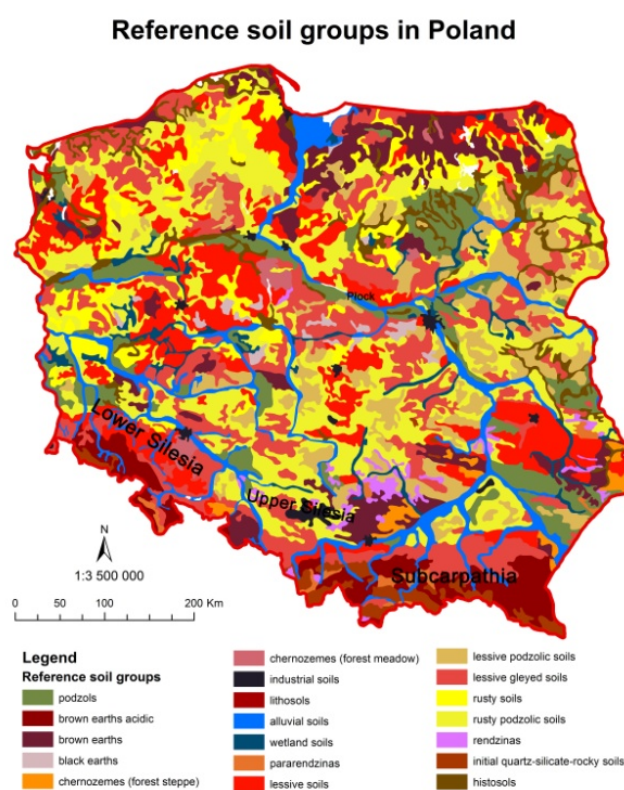 Reference soil groups in Poland
Plock
Lower Silesia
Upper Silesia
Subcarpathia
N
1:3 500 000
0 50 100 200 Km
Legend
Reference soil groups
podzols
brown earths acidic
brown earths
black earths
chernozemes (forest steppe)
chernozemes (forest meadow)
industrial soils
lithosols
alluvial soils
wetland soils
pararendzinas
lessive soils
lessive podzolic soils
lessive gleyed soils
rusty soils
rusty podzolic soils
rendzinas
initial quartz-silicate-rocky soils
histosols